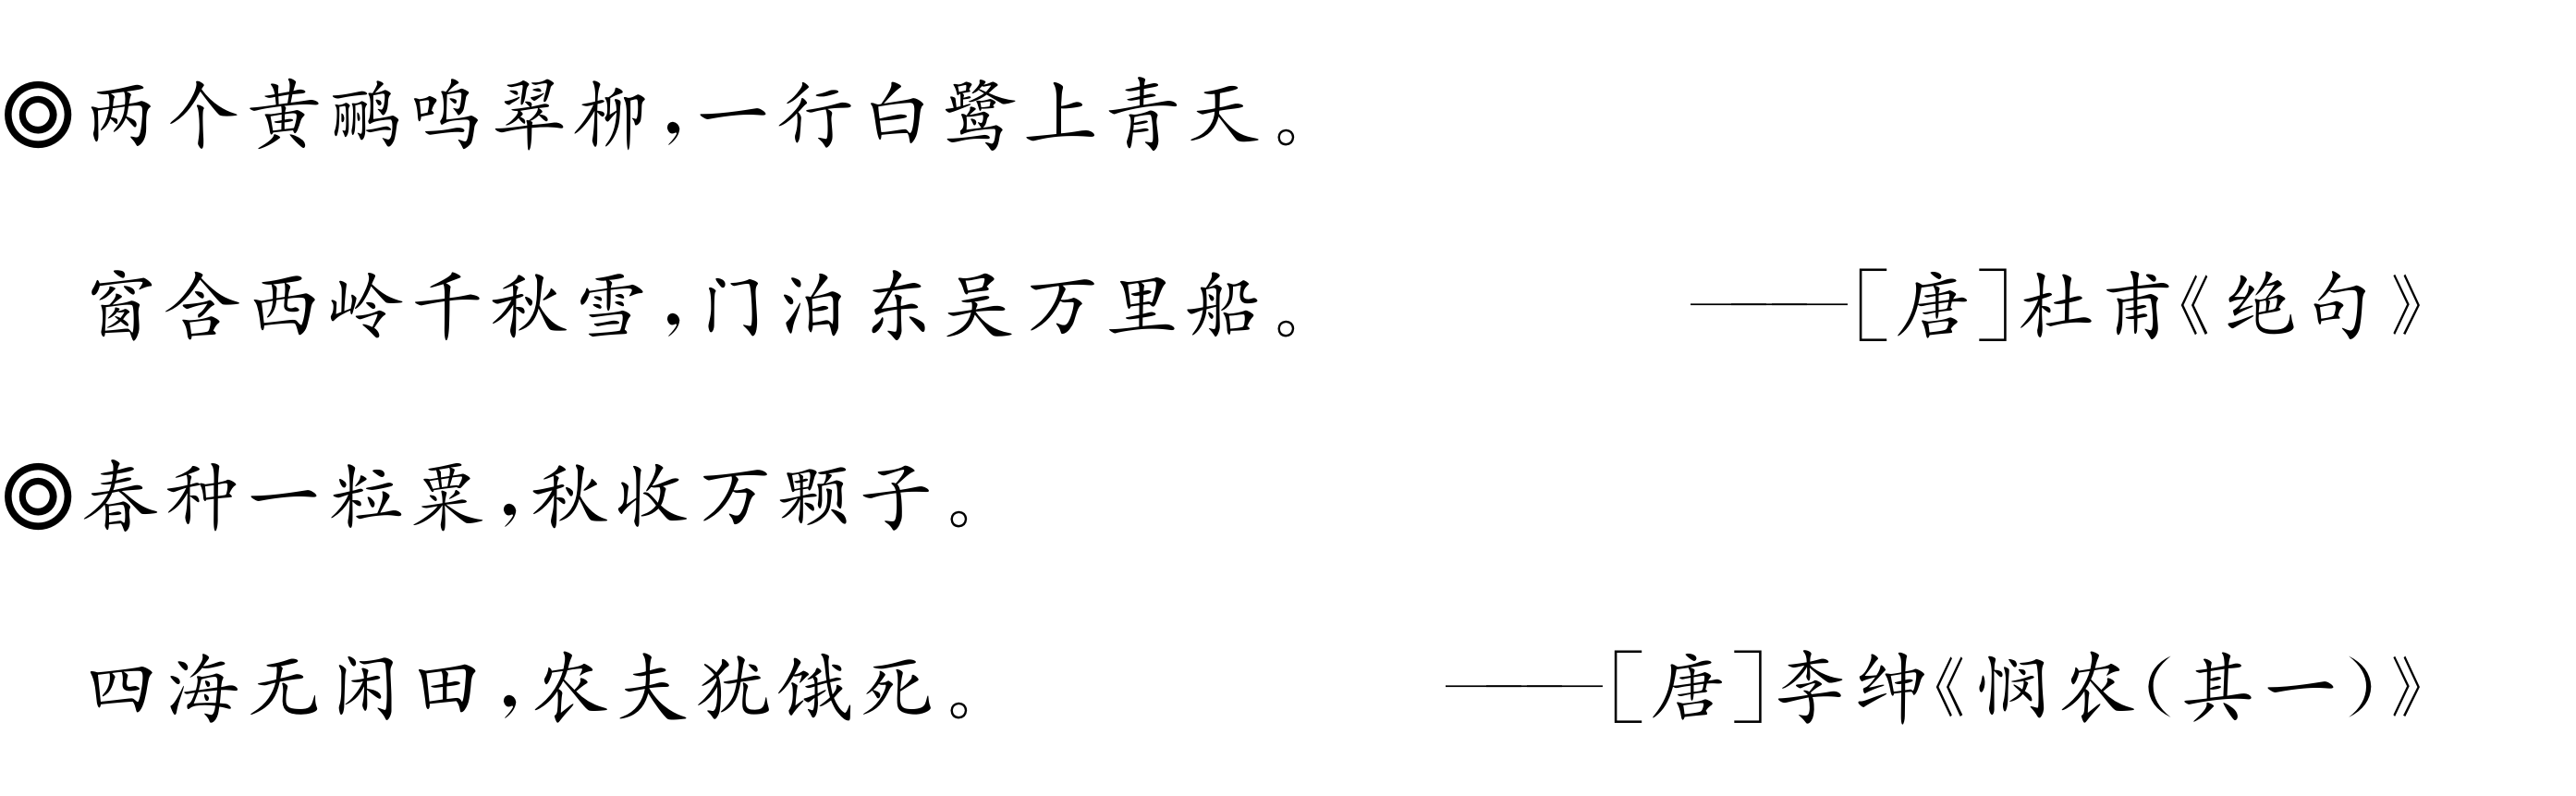 ◎两个黄鹂鸣翠柳,一行白鹭上青天。
窗含西岭千秋雪,门泊东吴万里船。 ——[唐]杜甫《绝句》
◎春种一粒粟,秋收万颗子。
四海无闲田,农夫犹饿死。 ——[唐]李绅《悯农(其一)》